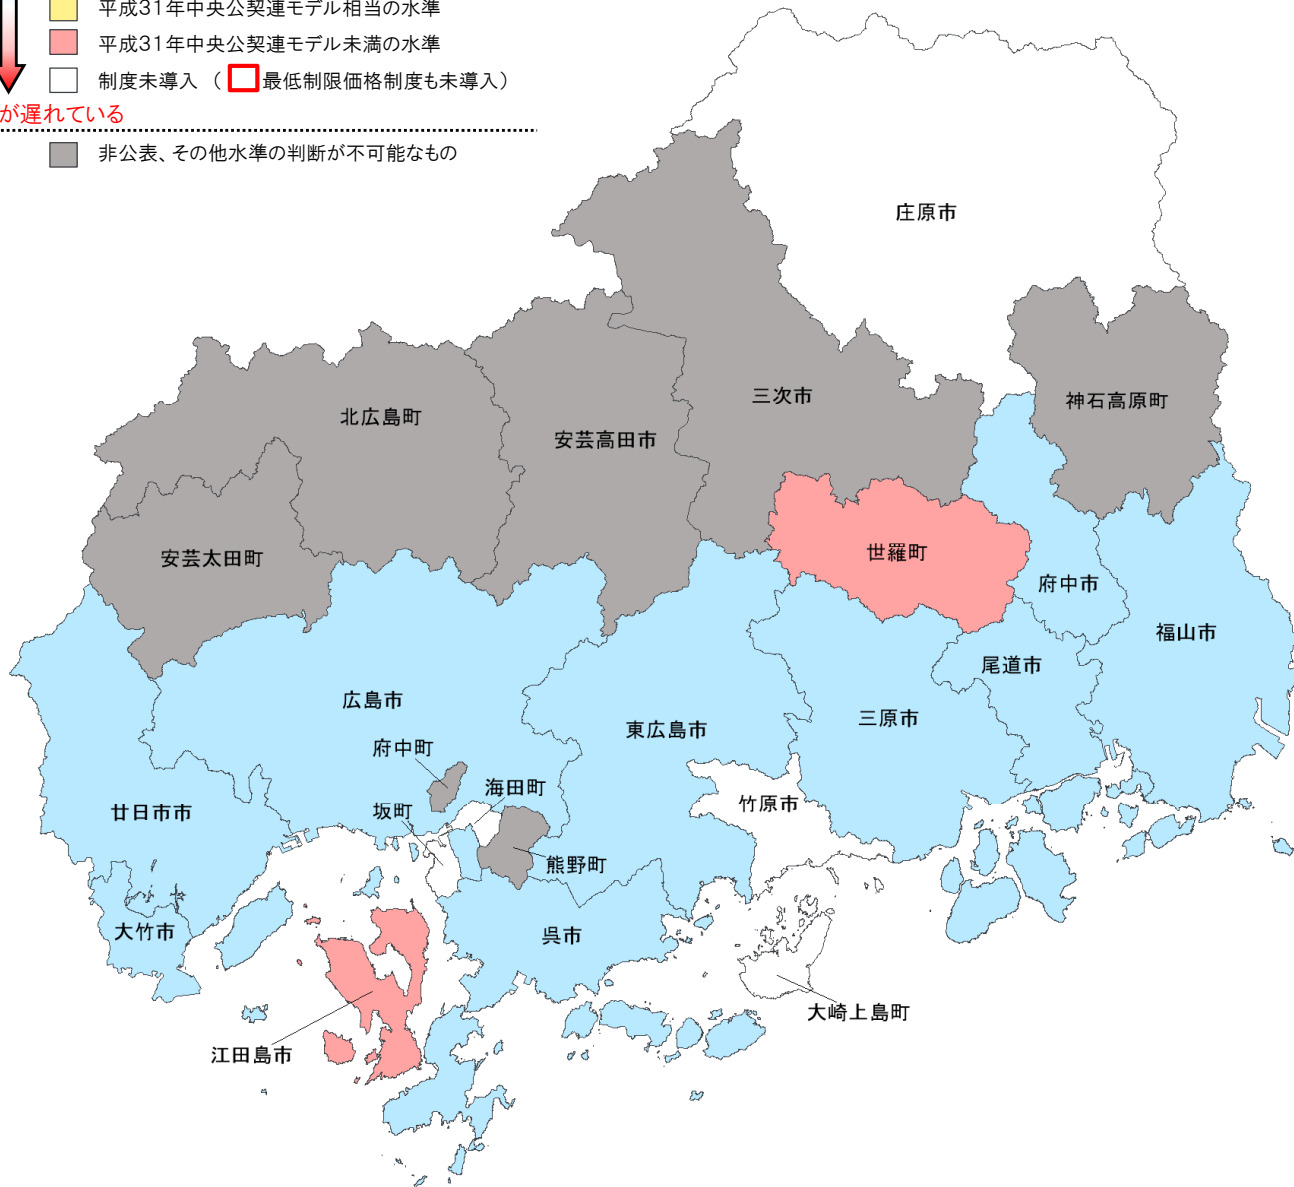 平成31年中央公契連モデル相当の水準
平成31年中央公契連モデル未満の水準
制度未導入 （ 最低制限価格制度も未導入）
が遅れている
非公表、その他水準の判断が不可能なもの
庄原市
三次市
神石高原町
北広島町
安芸高田市
安芸太田町
世羅町
府中市
福山市
尾道市
広島市
三原市
東広島市
府中町
海田町
竹原市
坂町
廿日市市
熊野町
大竹市
呉市
大崎上島町
江田島市